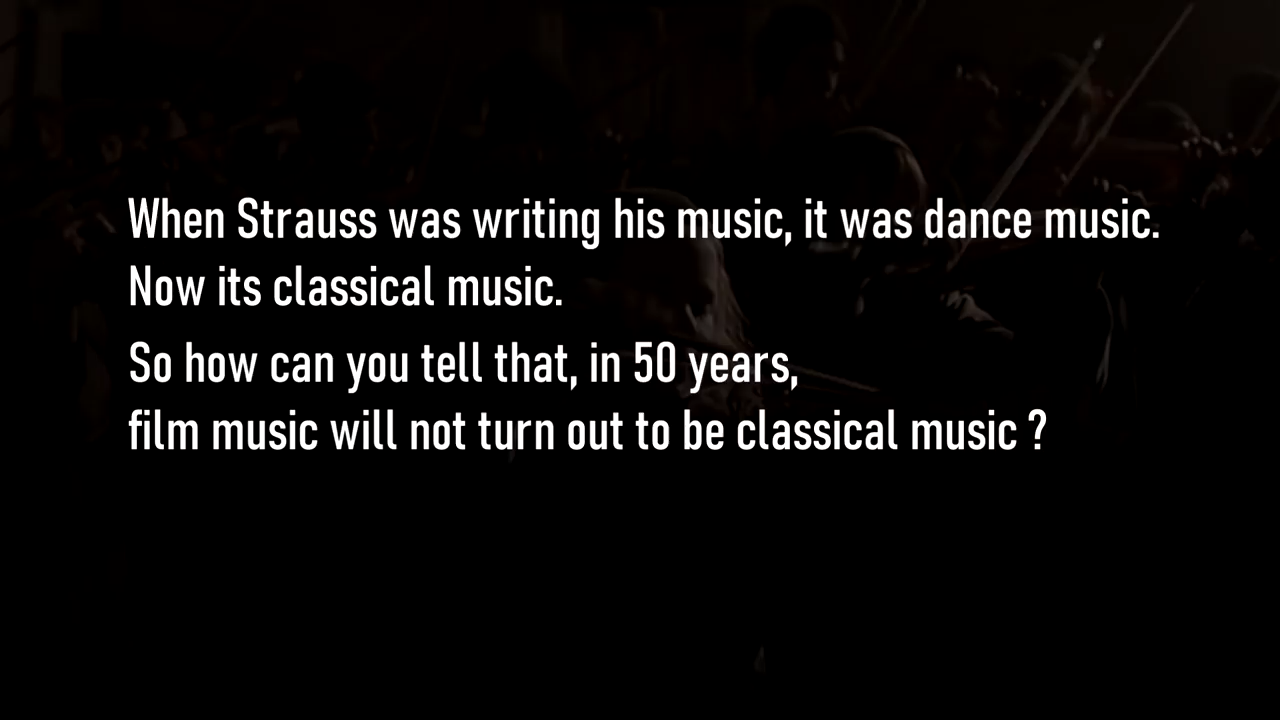 When Strauss was writing his music, it was dance music.
Now its classical music.
So how can you tell that, in 50 years,
film music will not turn out to be classical music ?